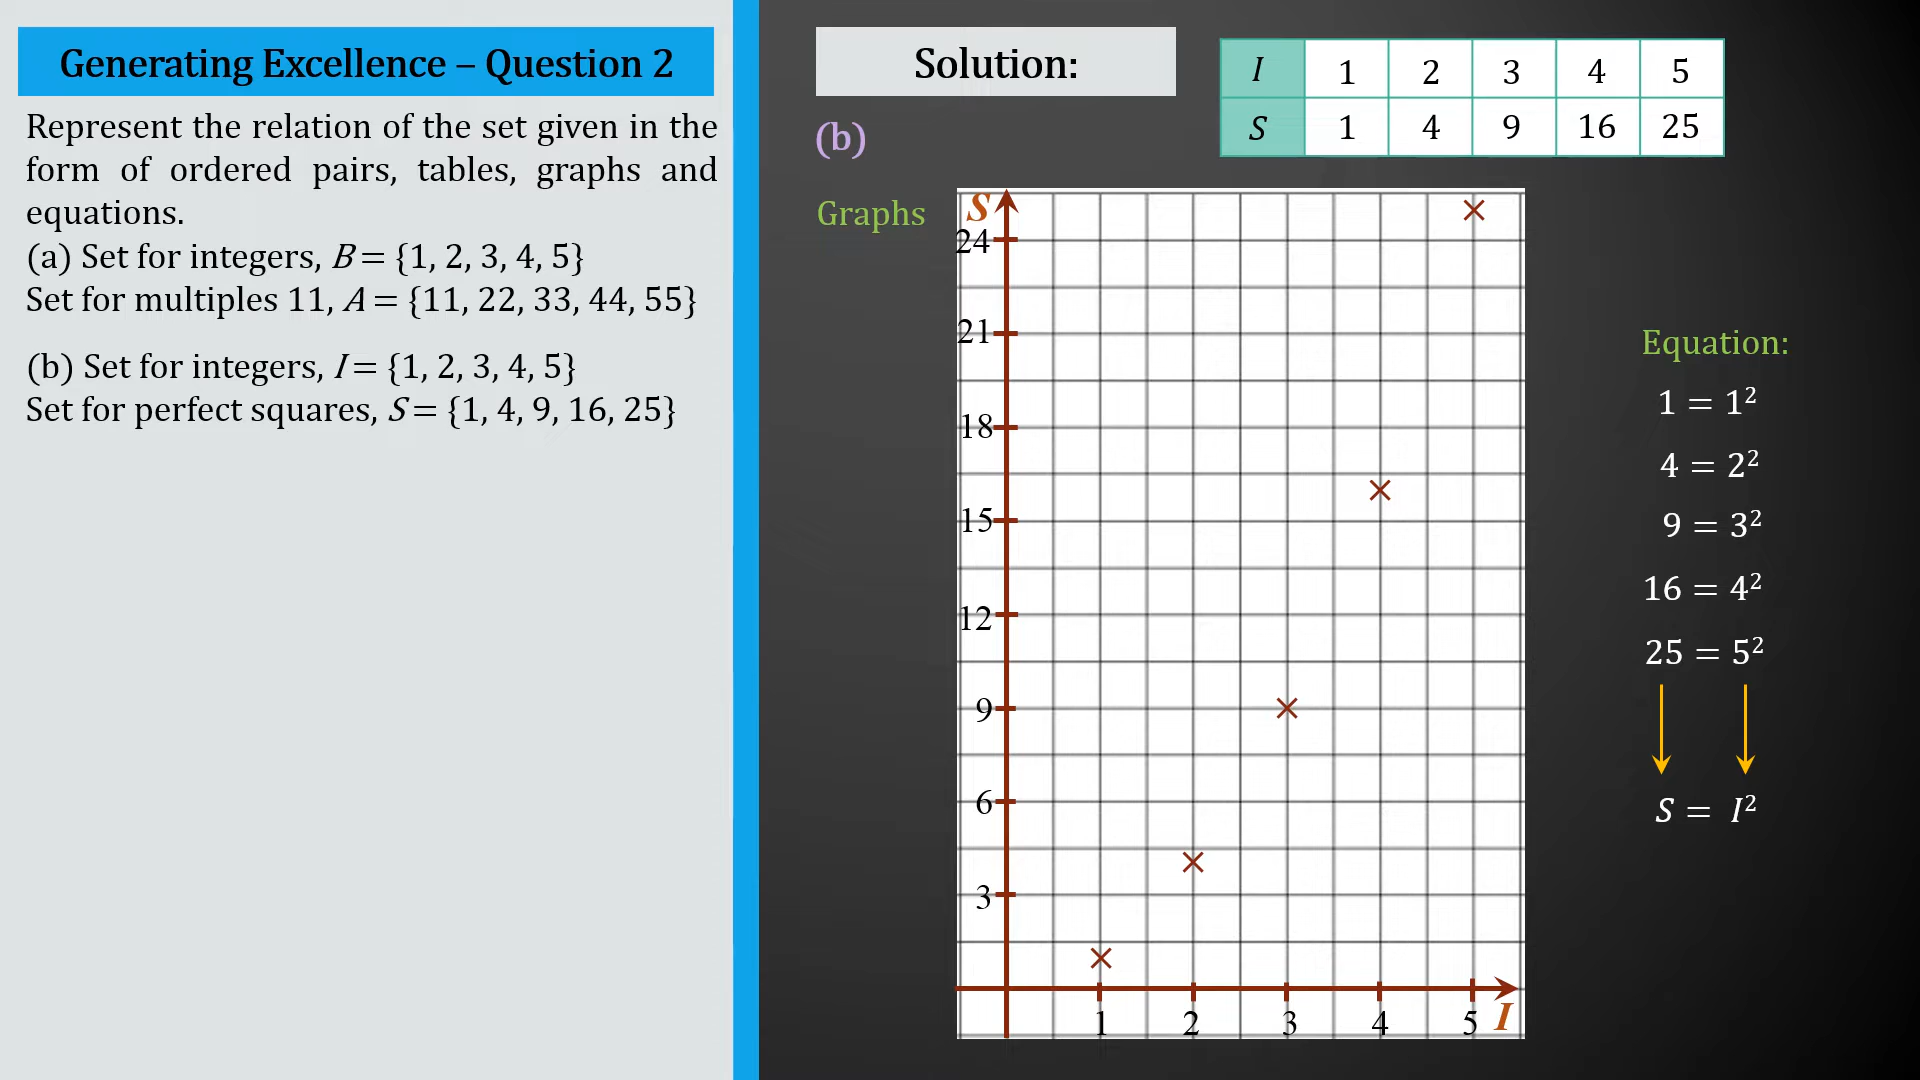 Generating Excellence – Question 2
Represent the relation of the set given in the
form of ordered pairs, tables, graphs and
equations.
(a) Set for integers, B = {1, 2, 3, 4, 5}
Set for multiples 11, A = {11, 22, 33, 44, 55}
(b) Set for integers, I = {1, 2, 3, 4, 5}
Set for perfect squares, S = {1, 4, 9, 16, 25}
Solution:
(b)
I 1 2 3 4 5
S 1 4 9 16 25
Graphs
S
24
21
18
15
12
9
6
3
1 2 3 4 5 I
Equation:
1 = 1²
4 = 2²
9 = 3²
16 = 4²
25 = 5²
S = I²